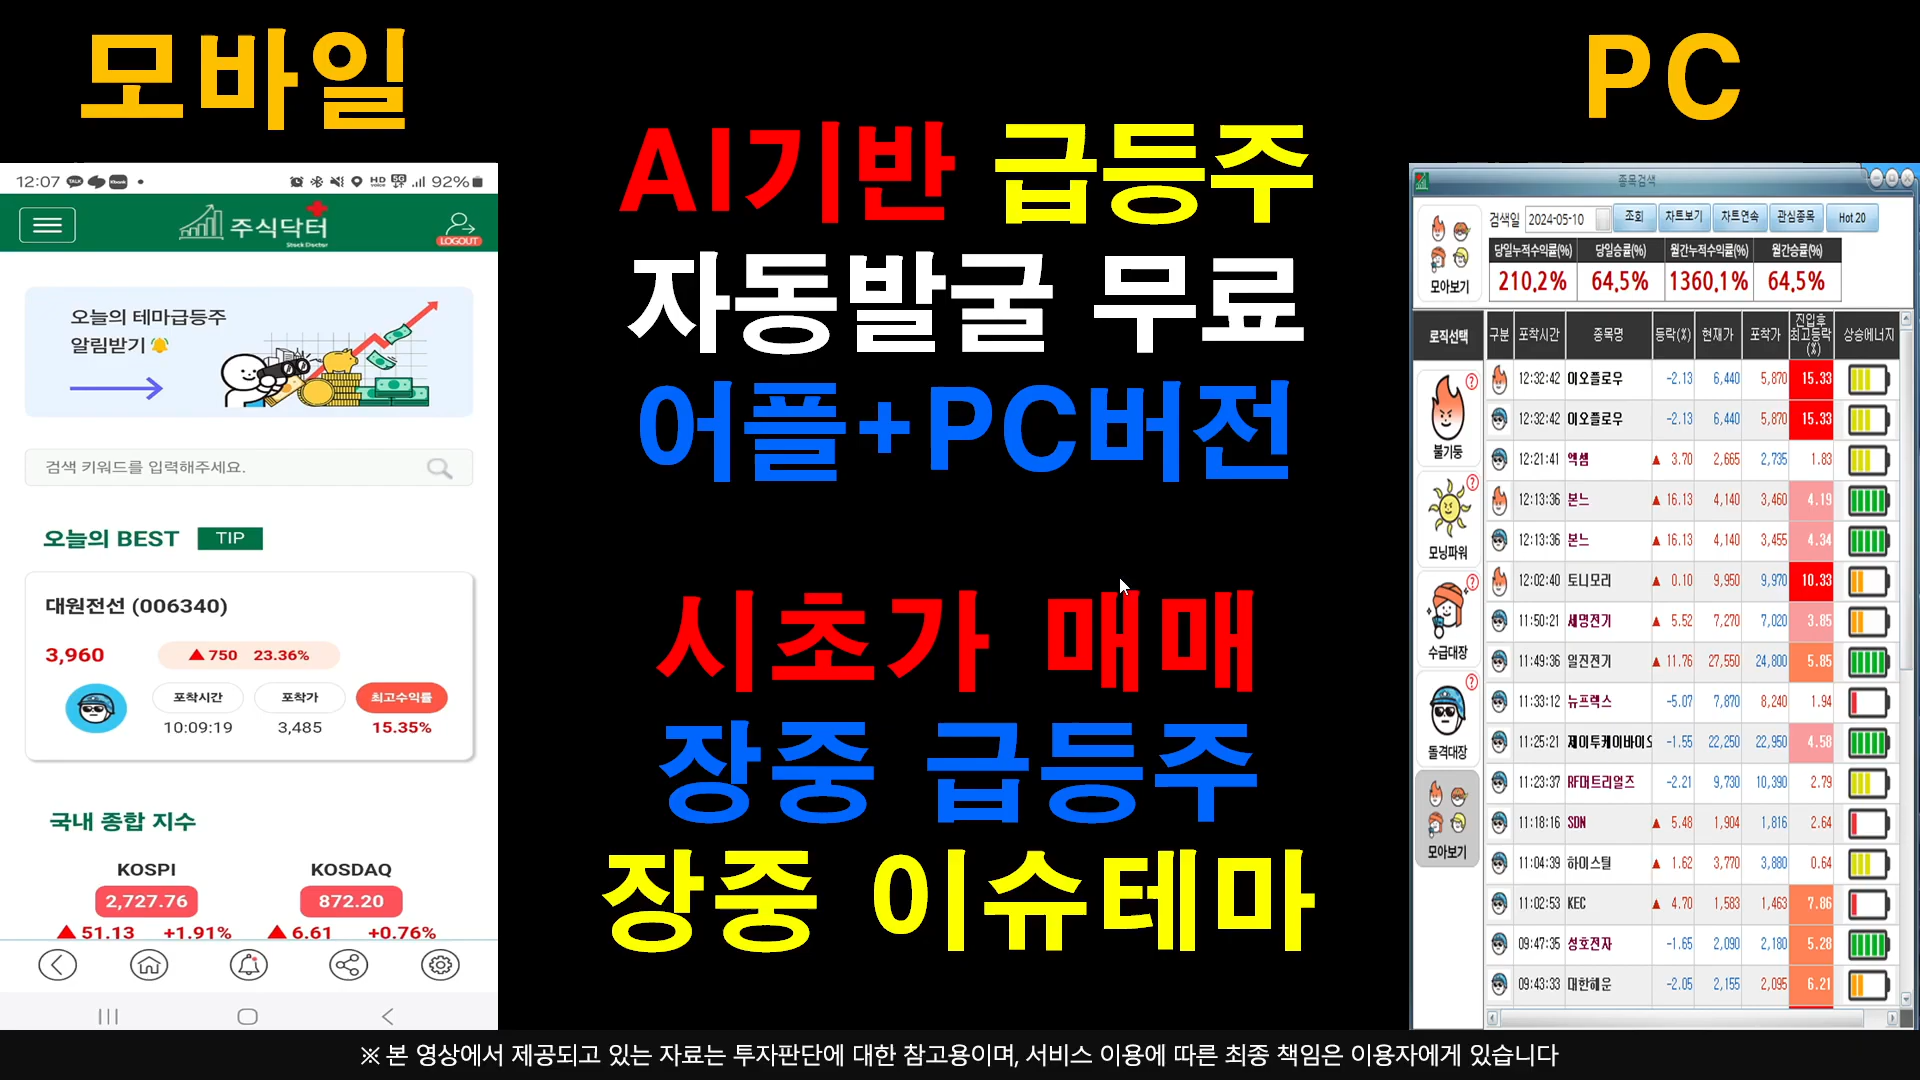 모바일
PC
AI기반 급등주
자동발굴 무료
어플+PC버전
시초가 매매
장중 급등주
장중 이슈테마
12:07
92%
주식닥터
Stock Doctor
LOGOUT
오늘의 테마급등주
알림받기
검색 키워드를 입력해주세요.
오늘의 BEST TIP
대원전선 (006340)
3,960 ▲ 750 23.36%
포착시간 포착가 최고수익률
10:09:19 3,485 15.35%
국내 종합 지수
KOSPI KOSDAQ
2,727.76 872.20
▲ 51.13 +1.91% ▲ 6.61 +0.76%
종목검색
검색일 2024-05-10 조회 차트보기 차트연속 관심종목 Hot 20
당일누적수익률(%) 당일승률(%) 월간누적수익률(%) 월간승률(%)
210,2% 64,5% 1360,1% 64,5%
모아보기
로직선택
불기둥
모닝파워
수급대장
돌격대장
모아보기
구분 포착시간 종목명 등락(%) 현재가 포착가 진입후 최고등락(%) 상승에너지
12:32:42 이오플로우 -2.13 6,440 5,870 15.33
12:32:42 이오플로우 -2.13 6,440 5,870 15.33
12:21:41 엑셈 ▲ 3.70 2,665 2,735 1.83
12:13:36 본느 ▲ 16.13 4,140 3,460 4.19
12:13:36 본느 ▲ 16.13 4,140 3,455 4.34
12:02:40 토니모리 ▲ 0.10 9,950 9,970 10.33
11:50:21 세명전기 ▲ 5.52 7,270 7,020 3.85
11:49:36 일진전기 ▲ 11.76 27,550 24,800 5.85
11:33:12 뉴프렉스 -5.07 7,870 8,240 1.94
11:25:21 제이투케이바이오 -1.55 22,250 22,950 4.58
11:23:37 RF머트리얼즈 -2.21 9,730 10,390 2.79
11:18:16 SDN ▲ 5.48 1,904 1,816 2.64
11:04:39 하이스틸 ▲ 1.62 3,770 3,880 0.64
11:02:53 KEC ▲ 4.70 1,583 1,463 7.86
09:47:35 성호전자 -1.65 2,090 2,180 5.28
09:43:33 대한해운 -2.05 2,155 2,095 6.21
※ 본 영상에서 제공되고 있는 자료는 투자판단에 대한 참고용이며, 서비스 이용에 따른 최종 책임은 이용자에게 있습니다